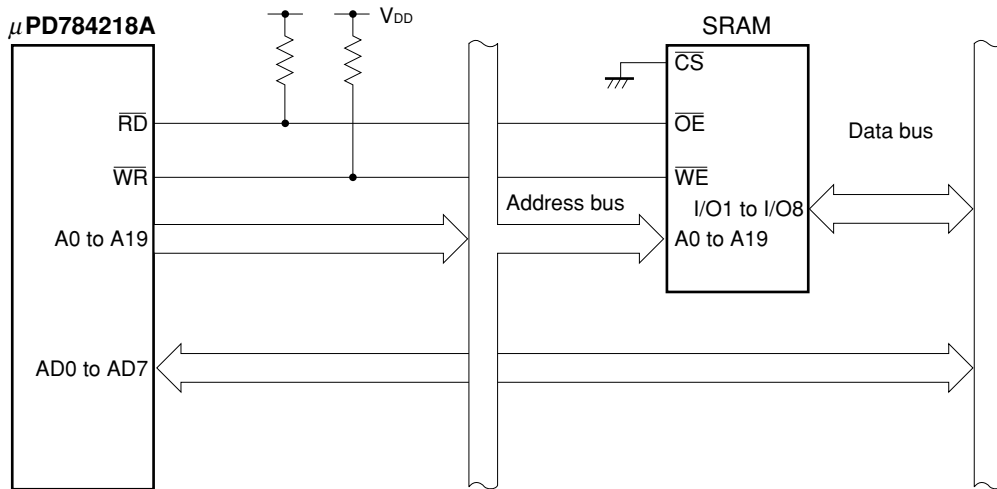 μPD784218A
VDD
SRAM
CS
RD
OE
Data bus
WR
WE
Address bus
I/O1 to I/O8
A0 to A19
A0 to A19
AD0 to AD7